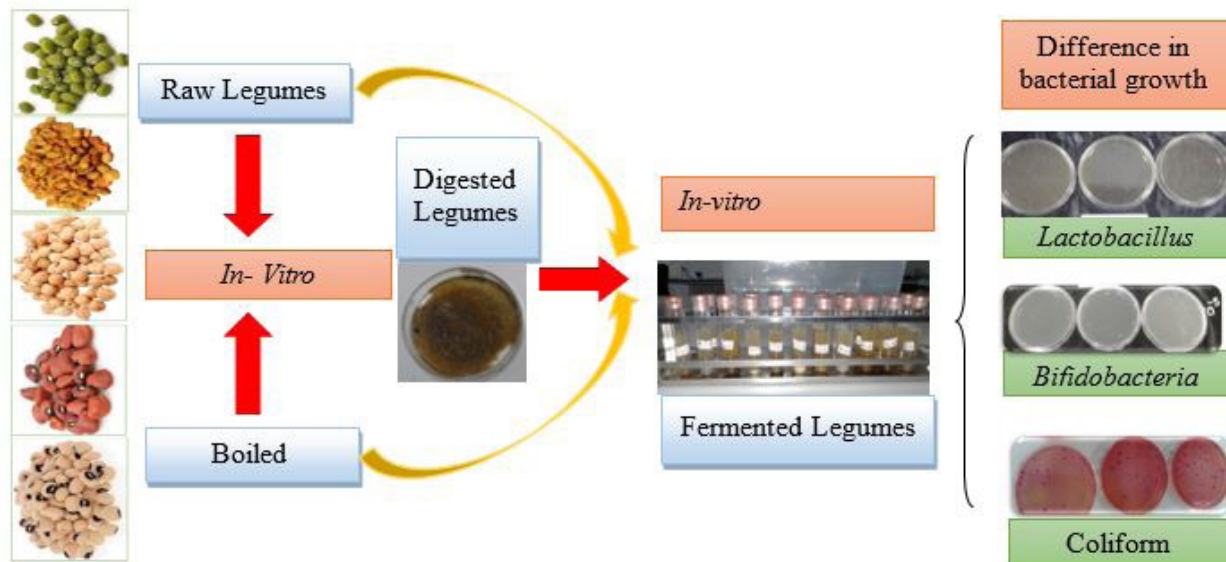 Raw Legumes
In- Vitro
Boiled
Digested
Legumes
In-vitro
Fermented Legumes
Difference in
bacterial growth
Lactobacillus
Bifidobacteria
Coliform